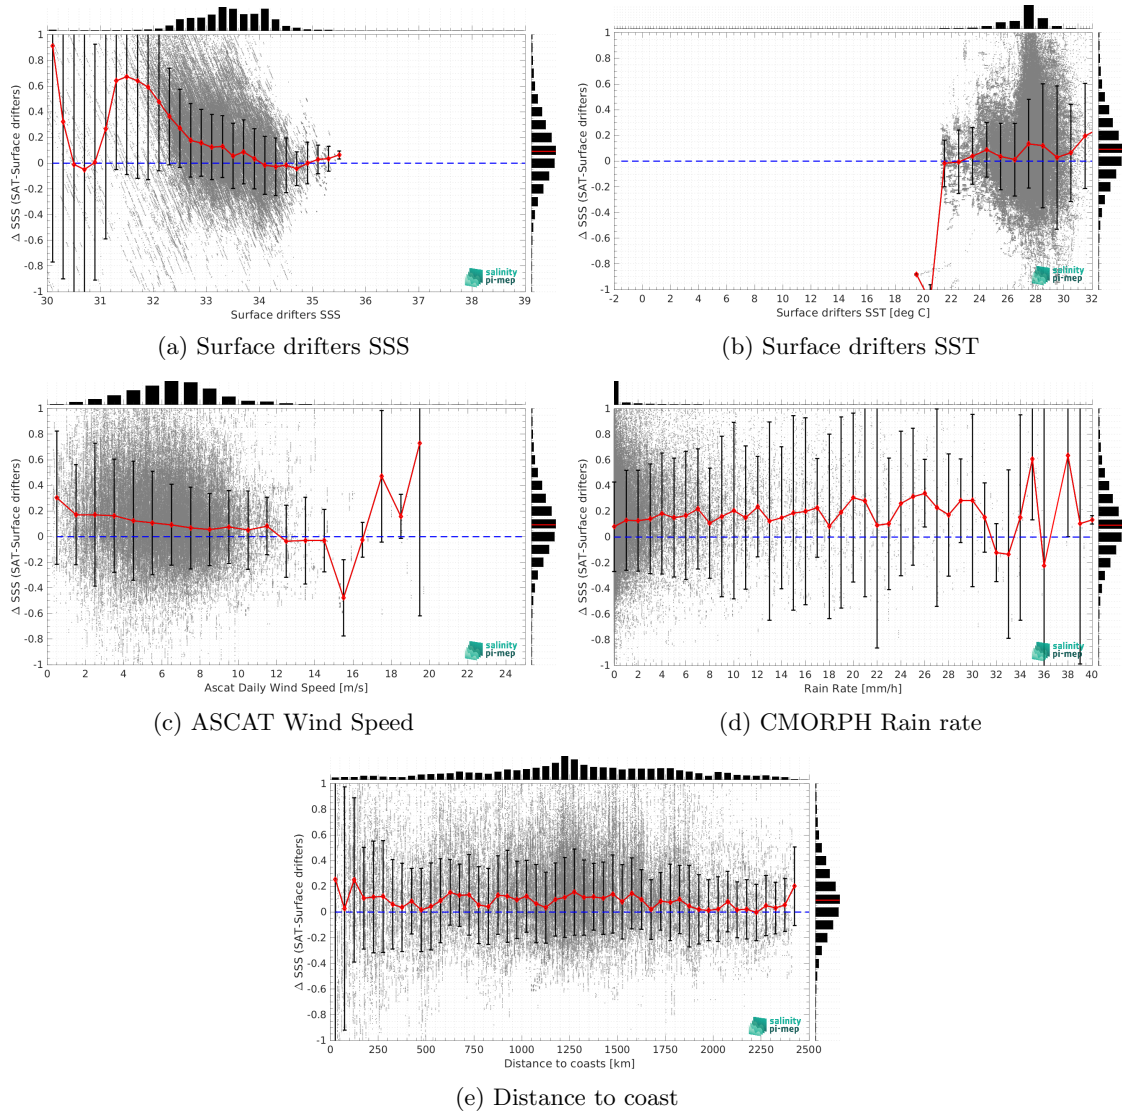 Δ SSS (SAT-Surface drifters)
1
0.8
0.6
0.4
0.2
0
-0.2
-0.4
-0.6
-0.8
-1
30 31 32 33 34 35 36 37 38 39
Surface drifters SSS
salinity
pi-mep
(a) Surface drifters SSS
Δ SSS (SAT-Surface drifters)
1
0.8
0.6
0.4
0.2
0
-0.2
-0.4
-0.6
-0.8
-1
-2 0 2 4 6 8 10 12 14 16 18 20 22 24 26 28 30 32
Surface drifters SST [deg C]
salinity
pi-mep
(b) Surface drifters SST
Δ SSS (SAT-Surface drifters)
1
0.8
0.6
0.4
0.2
0
-0.2
-0.4
-0.6
-0.8
-1
0 2 4 6 8 10 12 14 16 18 20 22 24
Ascat Daily Wind Speed [m/s]
salinity
pi-mep
(c) ASCAT Wind Speed
Δ SSS (SAT-Surface drifters)
1
0.8
0.6
0.4
0.2
0
-0.2
-0.4
-0.6
-0.8
-1
0 2 4 6 8 10 12 14 16 18 20 22 24 26 28 30 32 34 36 38 40
Rain Rate [mm/h]
salinity
pi-mep
(d) CMORPH Rain rate
Δ SSS (SAT-Surface drifters)
1
0.8
0.6
0.4
0.2
0
-0.2
-0.4
-0.6
-0.8
-1
0 250 500 750 1000 1250 1500 1750 2000 2250 2500
Distance to coasts [km]
salinity
pi-mep
(e) Distance to coast